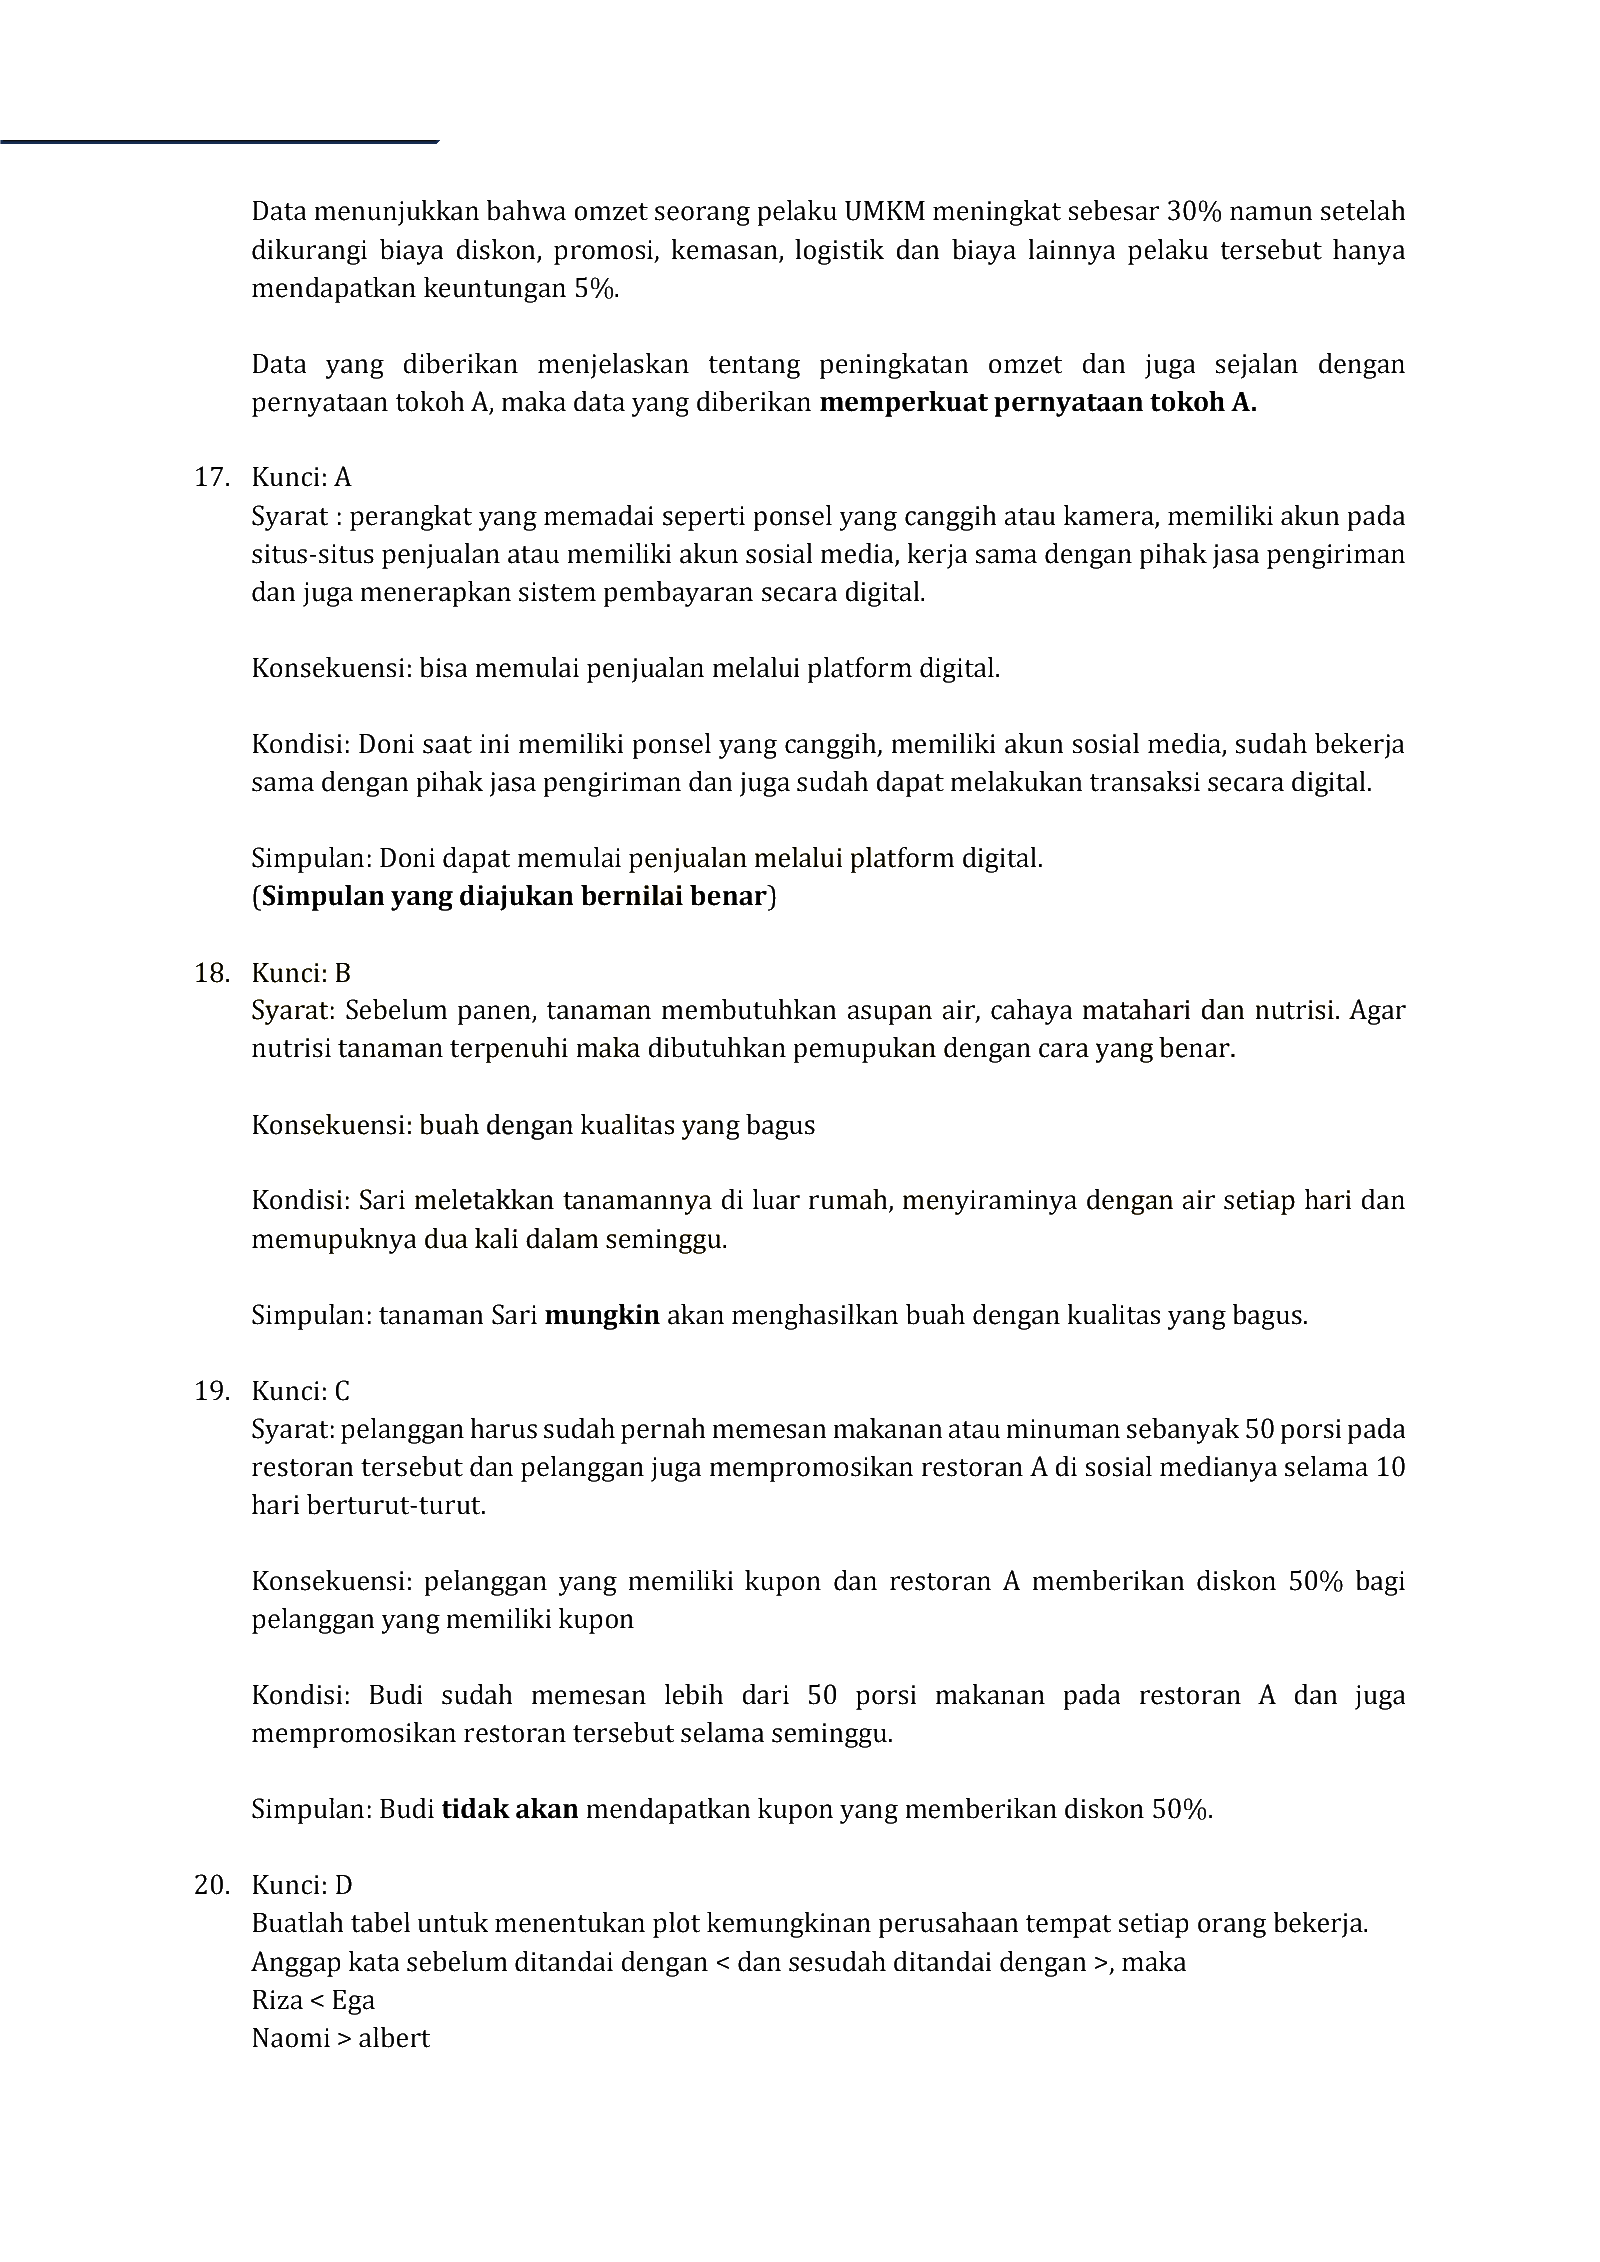 Data menunjukkan bahwa omzet seorang pelaku UMKM meningkat sebesar 30% namun setelah
dikurangi biaya diskon, promosi, kemasan, logistik dan biaya lainnya pelaku tersebut hanya
mendapatkan keuntungan 5%.
Data yang diberikan menjelaskan tentang peningkatan omzet dan juga sejalan dengan
pernyataan tokoh A, maka data yang diberikan memperkuat pernyataan tokoh A.
17. Kunci: A
Syarat : perangkat yang memadai seperti ponsel yang canggih atau kamera, memiliki akun pada
situs-situs penjualan atau memiliki akun sosial media, kerja sama dengan pihak jasa pengiriman
dan juga menerapkan sistem pembayaran secara digital.
Konsekuensi: bisa memulai penjualan melalui platform digital.
Kondisi: Doni saat ini memiliki ponsel yang canggih, memiliki akun sosial media, sudah bekerja
sama dengan pihak jasa pengiriman dan juga sudah dapat melakukan transaksi secara digital.
Simpulan: Doni dapat memulai penjualan melalui platform digital.
(Simpulan yang diajukan bernilai benar)
18. Kunci: B
Syarat: Sebelum panen, tanaman membutuhkan asupan air, cahaya matahari dan nutrisi. Agar
nutrisi tanaman terpenuhi maka dibutuhkan pemupukan dengan cara yang benar.
Konsekuensi: buah dengan kualitas yang bagus
Kondisi: Sari meletakkan tanamannya di luar rumah, menyiraminya dengan air setiap hari dan
memupuknya dua kali dalam seminggu.
Simpulan: tanaman Sari mungkin akan menghasilkan buah dengan kualitas yang bagus.
19. Kunci: C
Syarat: pelanggan harus sudah pernah memesan makanan atau minuman sebanyak 50 porsi pada
restoran tersebut dan pelanggan juga mempromosikan restoran A di sosial medianya selama 10
hari berturut-turut.
Konsekuensi: pelanggan yang memiliki kupon dan restoran A memberikan diskon 50% bagi
pelanggan yang memiliki kupon
Kondisi: Budi sudah memesan lebih dari 50 porsi makanan pada restoran A dan juga
mempromosikan restoran tersebut selama seminggu.
Simpulan: Budi tidak akan mendapatkan kupon yang memberikan diskon 50%.
20. Kunci: D
Buatlah tabel untuk menentukan plot kemungkinan perusahaan tempat setiap orang bekerja.
Anggap kata sebelum ditandai dengan < dan sesudah ditandai dengan >, maka
Riza < Ega
Naomi > albert